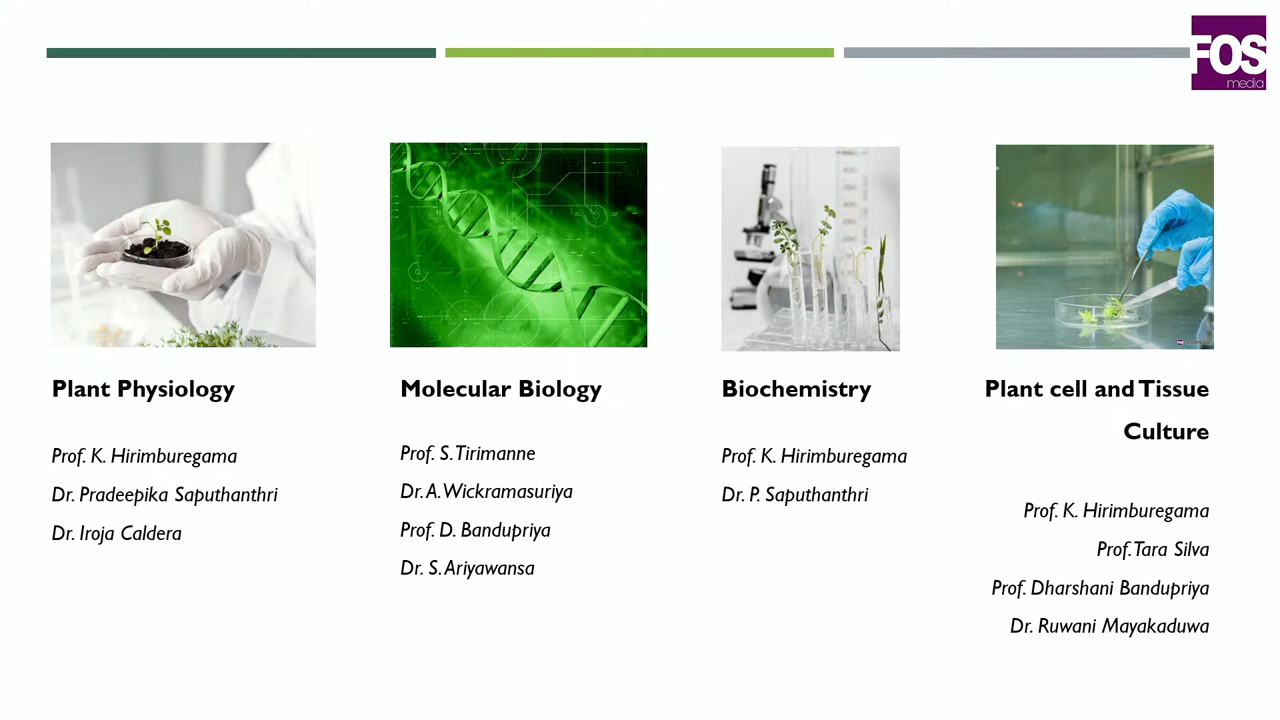 FOS
media
Plant Physiology
Prof. K. Hirimburegama
Dr. Pradeepika Saputhanthri
Dr. Iroja Caldera
Molecular Biology
Prof. S. Tirimanne
Dr. A. Wickramasuriya
Prof. D. Bandupriya
Dr. S. Ariyawansa
Biochemistry
Prof. K. Hirimburegama
Dr. P. Saputhanthri
Plant cell and Tissue
Culture
Prof. K. Hirimburegama
Prof. Tara Silva
Prof. Dharshani Bandupriya
Dr. Ruwani Mayakaduwa